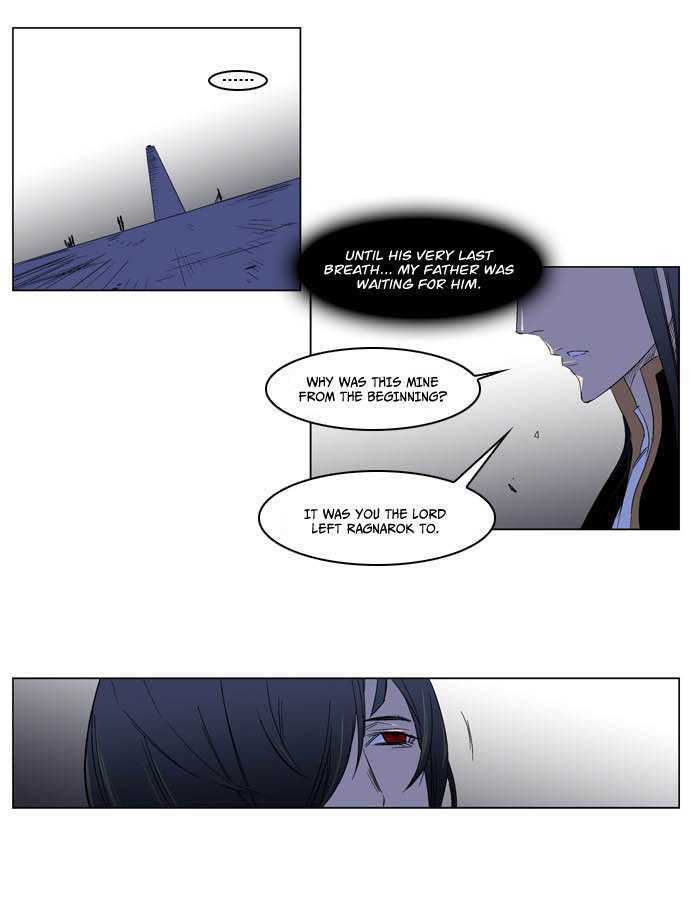 ......
UNTIL HIS VERY LAST
BREATH... MY FATHER WAS
WAITING FOR HIM.
WHY WAS THIS MINE
FROM THE BEGINNING?
4
IT WAS YOU THE LORD
LEFT RAGNAROK TO.